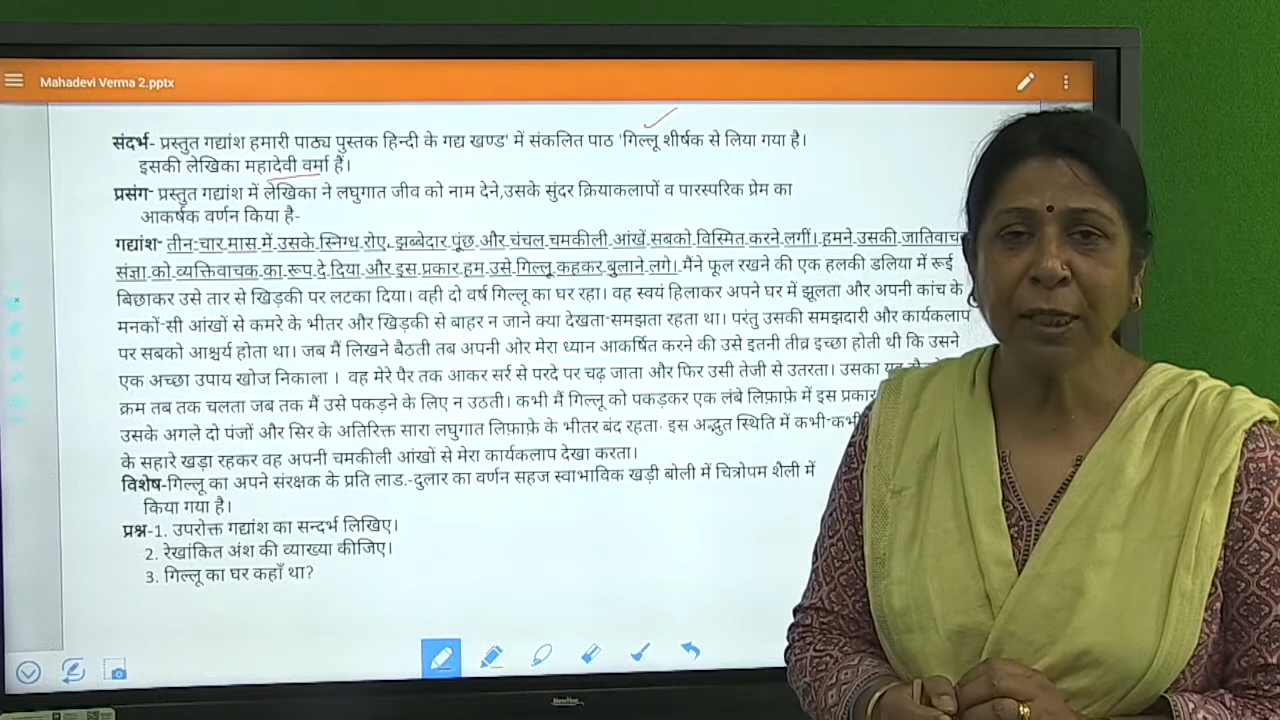 Mahadevi Verma 2.pptx
संदर्भ- प्रस्तुत गद्यांश हमारी पाठ्य पुस्तक हिन्दी के गद्य खण्ड' में संकलित पाठ 'गिल्लू शीर्षक से लिया गया है।
इसकी लेखिका महादेवी वर्मा हैं।
प्रसंग- प्रस्तुत गद्यांश में लेखिका ने लघुगात जीव को नाम देने,उसके सुंदर क्रियाकलापों व पारस्परिक प्रेम का
आकर्षक वर्णन किया है-
गद्यांश- तीन-चार मास में उसके स्निग्ध रोए, झब्बेदार पूंछ और चंचल चमकीली आंखें सबको विस्मित करने लगीं। हमने उसकी
संज्ञा को व्यक्तिवाचक का रूप दे दिया और इस प्रकार हम उसे गिल्लू कहकर बुलाने लगे। मैंने फूल रखने की एक हलकी डलिया में रूई
बिछाकर उसे तार से खिड़की पर लटका दिया। वही दो वर्ष गिल्लू का घर रहा। वह स्वयं हिलाकर अपने घर में झूलता और अपनी कांच के
मनकों-सी आंखों से कमरे के भीतर और खिड़की से बाहर न जाने क्या देखता-समझता रहता था। परंतु उसकी समझदारी और कार्यकलाप
पर सबको आश्चर्य होता था। जब मैं लिखने बैठती तब अपनी ओर मेरा ध्यान आकर्षित करने की उसे इतनी तीव्र इच्छा होती थी कि उसने
एक अच्छा उपाय खोज निकाला । वह मेरे पैर तक आकर सर्र से परदे पर चढ़ जाता और फिर उसी तेजी से उतरता। उसका
क्रम तब तक चलता जब तक मैं उसे पकड़ने के लिए न उठती। कभी मैं गिल्लू को पकड़कर एक लंबे लिफ़ाफ़े में इस प्रकार
उसके अगले दो पंजों और सिर के अतिरिक्त सारा लघुगात लिफ़ाफ़े के भीतर बंद रहता· इस अद्भुत स्थिति में
के सहारे खड़ा रहकर वह अपनी चमकीली आंखों से मेरा कार्यकलाप देखा करता।
विशेष-गिल्लू का अपने संरक्षक के प्रति लाड.-दुलार का वर्णन सहज स्वाभाविक खड़ी बोली में चित्रोपम शैली में
किया गया है।
प्रश्न-1. उपरोक्त गद्यांश का सन्दर्भ लिखिए।
2. रेखांकित अंश की व्याख्या कीजिए।
3. गिल्लू का घर कहाँ था?
Newline